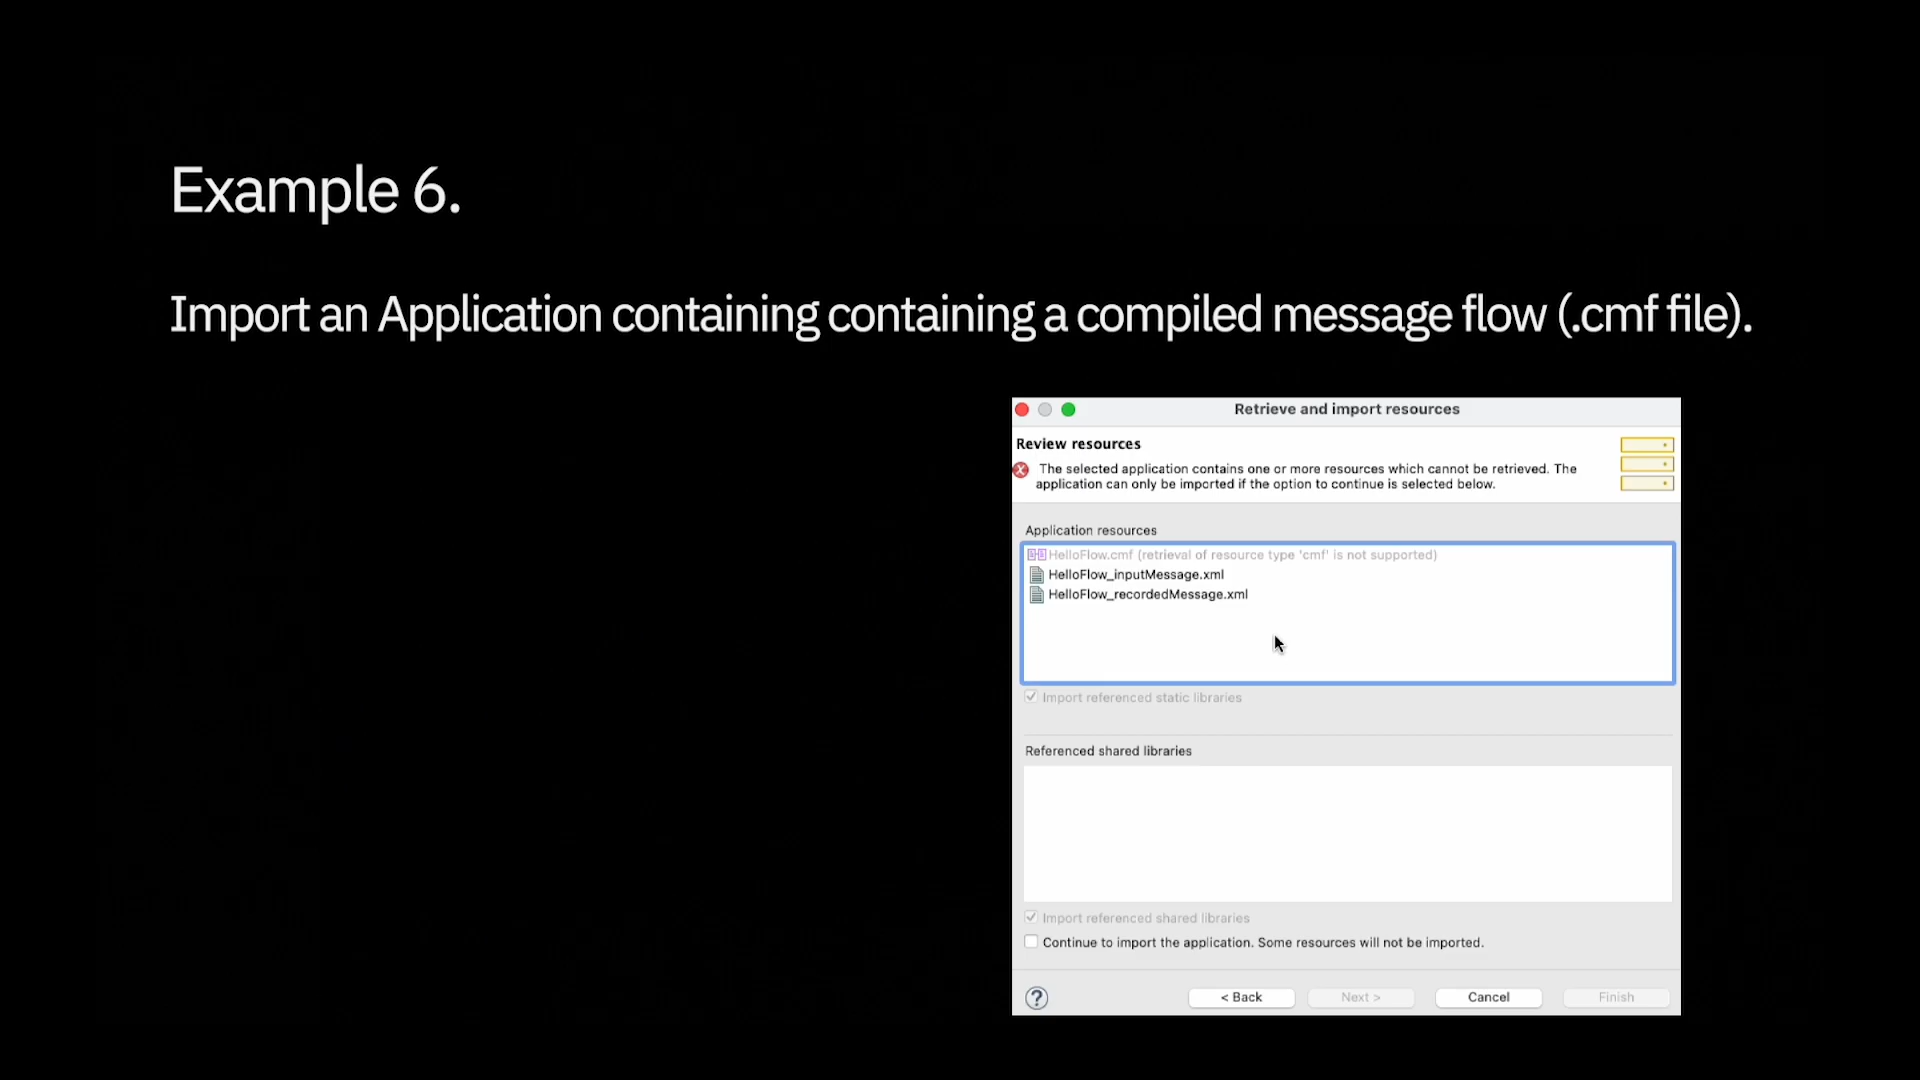 Example 6.
Import an Application containing containing a compiled message flow (.cmf file).
Retrieve and import resources
Review resources
The selected application contains one or more resources which cannot be retrieved. The
application can only be imported if the option to continue is selected below.
Application resources
HelloFlow.cmf (retrieval of resource type 'cmf' is not supported)
HelloFlow_inputMessage.xml
HelloFlow_recordedMessage.xml
Import referenced static libraries
Referenced shared libraries
Import referenced shared libraries
Continue to import the application. Some resources will not be imported.
? < Back Next > Cancel Finish